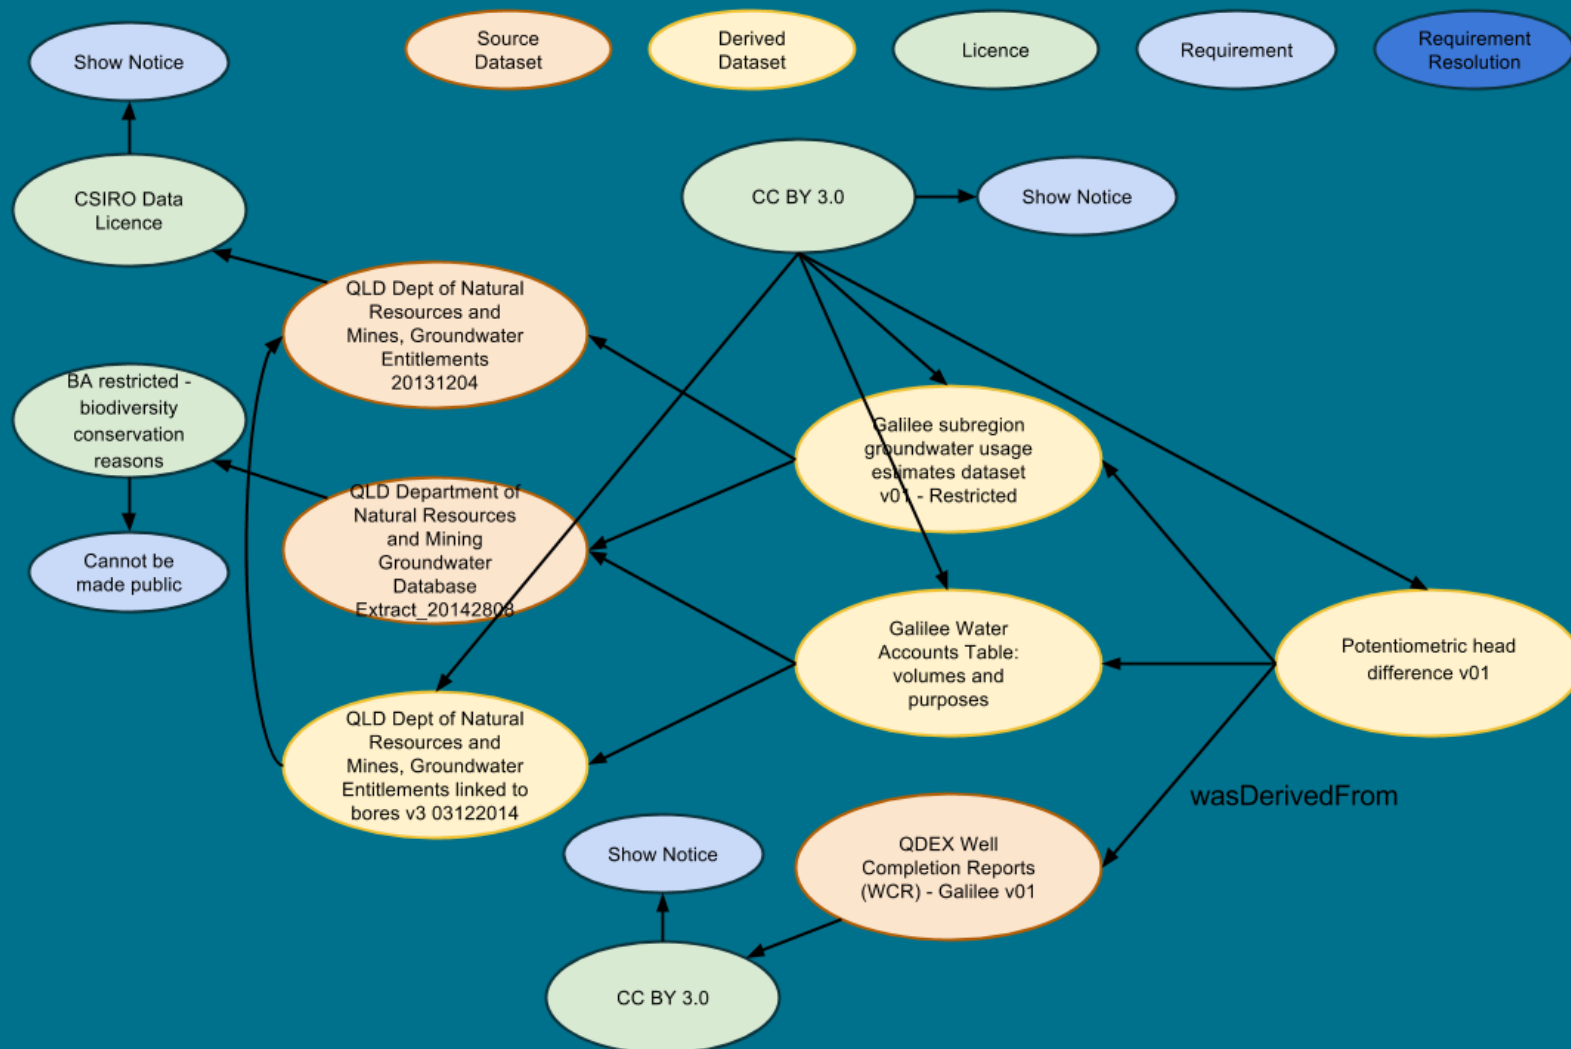 Show Notice
Source
Dataset
Derived
Dataset
Licence
Requirement
Requirement
Resolution
CSIRO Data
Licence
CC BY 3.0
Show Notice
QLD Dept of Natural
Resources and
Mines, Groundwater
Entitlements
20131204
BA restricted -
biodiversity
conservation
reasons
Galilee subregion
groundwater usage
estimates dataset
v01 - Restricted
QLD Department of
Natural Resources
and Mining
Groundwater
Database
Extract_20142808
Cannot be
made public
Galilee Water
Accounts Table:
volumes and
purposes
Potentiometric head
difference v01
QLD Dept of Natural
Resources and
Mines, Groundwater
Entitlements linked to
bores v3 03122014
wasDerivedFrom
Show Notice
QDEX Well
Completion Reports
(WCR) - Galilee v01
CC BY 3.0